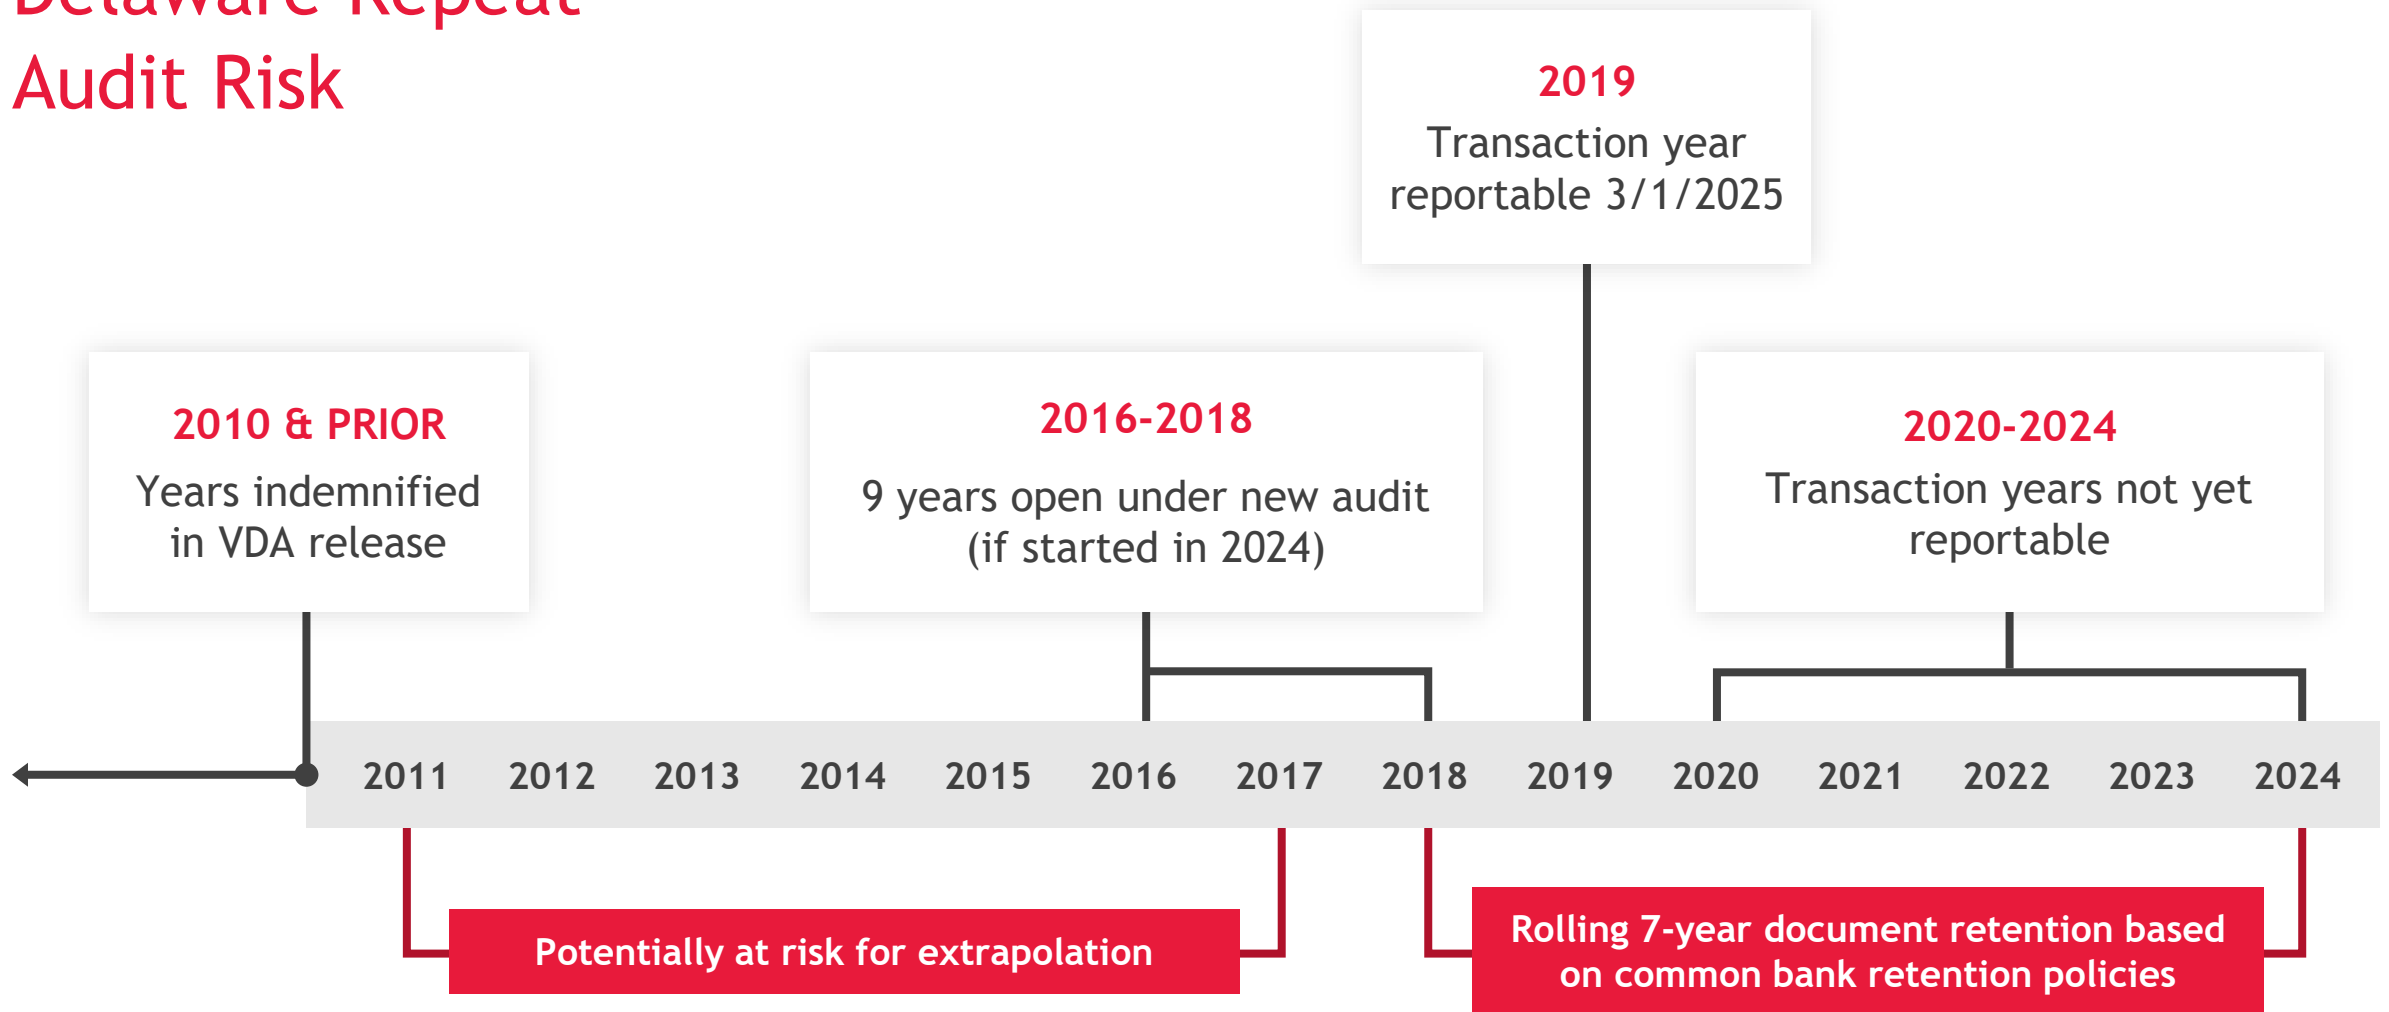 Delaware Repeat
Audit Risk
2019
Transaction year
reportable 3/1/2025
2010 & PRIOR
Years indemnified
in VDA release
2016-2018
9 years open under new audit
(if started in 2024)
2020-2024
Transaction years not yet
reportable
2011 2012 2013 2014 2015 2016 2017 2018 2019 2020 2021 2022 2023 2024
Potentially at risk for extrapolation
Rolling 7-year document retention based
on common bank retention policies